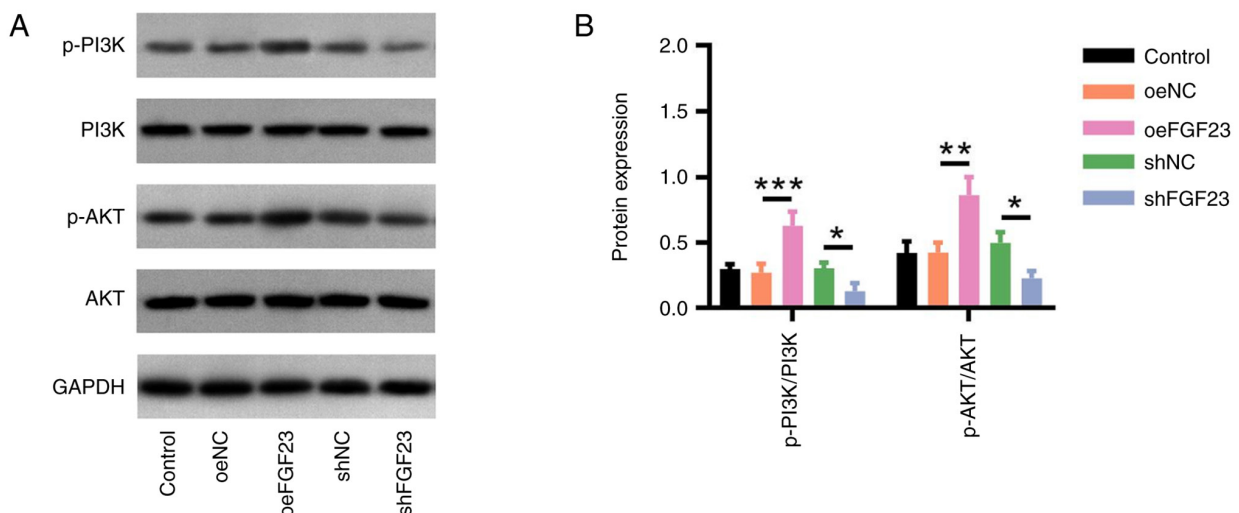 A
p-PI3K
PI3K
p-AKT
AKT
GAPDH
Control
oeNC
oeFGF23
shNC
shFGF23
B
Protein expression
2.0
1.5
1.0
0.5
0.0
***
*
**
*
p-PI3K/PI3K
p-AKT/AKT
Control
oeNC
oeFGF23
shNC
shFGF23